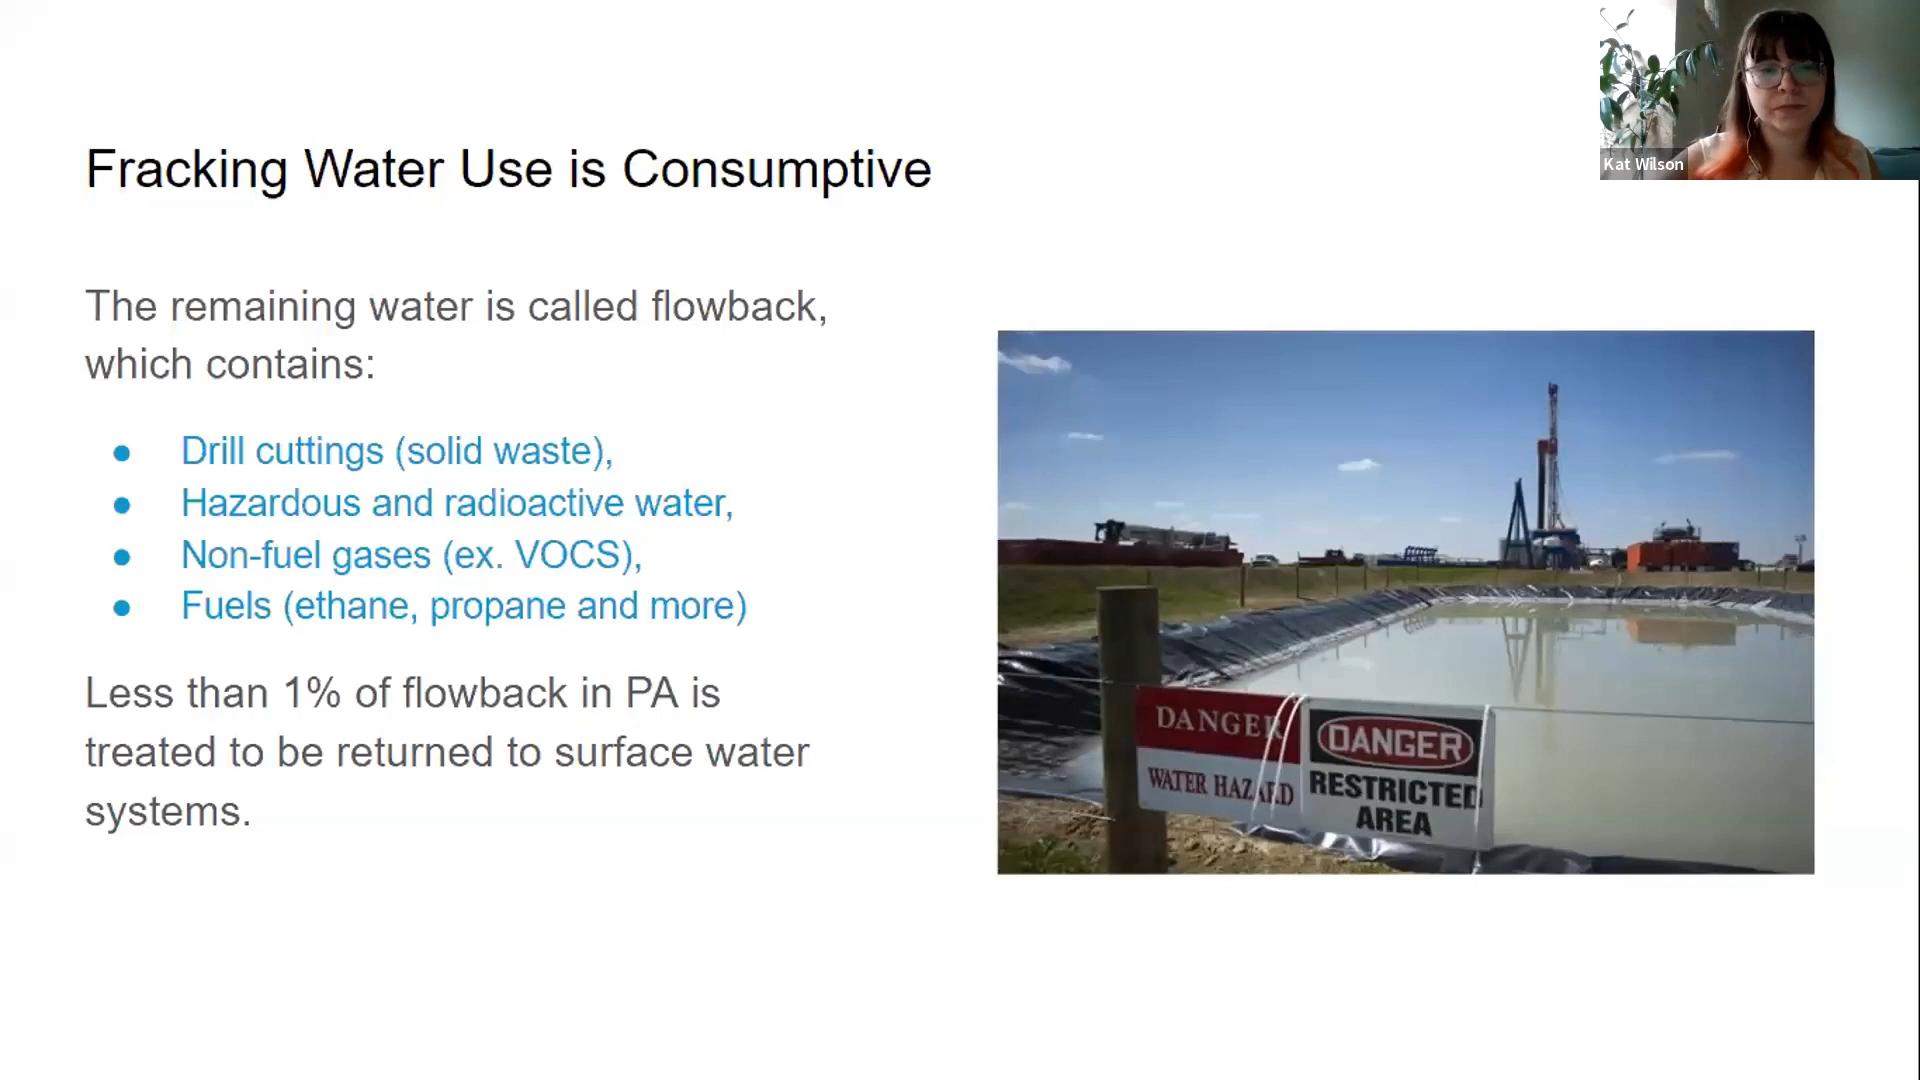 Kat Wilson
Fracking Water Use is Consumptive
The remaining water is called flowback,
which contains:
● Drill cuttings (solid waste),
● Hazardous and radioactive water,
● Non-fuel gases (ex. VOCS),
● Fuels (ethane, propane and more)
Less than 1% of flowback in PA is
treated to be returned to surface water
systems.
DANGER
WATER HAZARD
DANGER
RESTRICTED
AREA